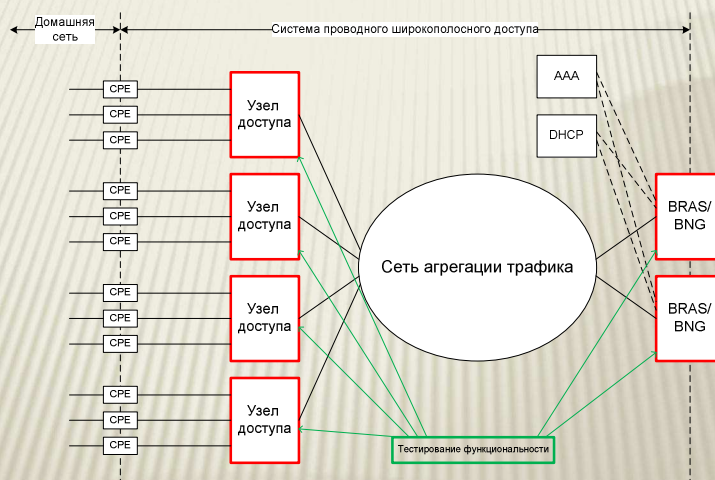 Домашняя
сеть
Система проводного широкополосного доступа
AAA
DHCP
CPE
CPE
CPE
Узел
доступа
CPE
CPE
CPE
Узел
доступа
CPE
CPE
CPE
Узел
доступа
CPE
CPE
CPE
Узел
доступа
Сеть агрегации трафика
BRAS/
BNG
BRAS/
BNG
Тестирование функциональности